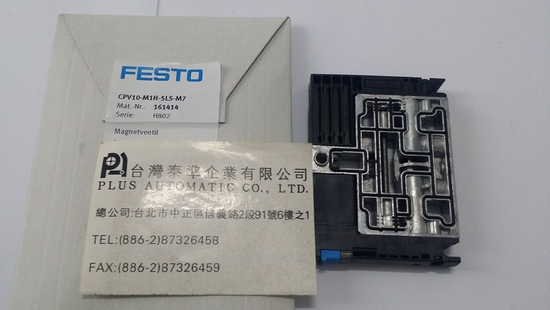 FESTO
CPV10-M1H-5LS-M7
Mat.-Nr. 161414
Serie: H802
Magnetventil
台灣泰準企業有限公司
PLUS AUTOMATIC CO., LTD.
總公司:台北市中正區信義路2段91號6樓之1
TEL:(886-2)87326458
FAX:(886-2)87326459